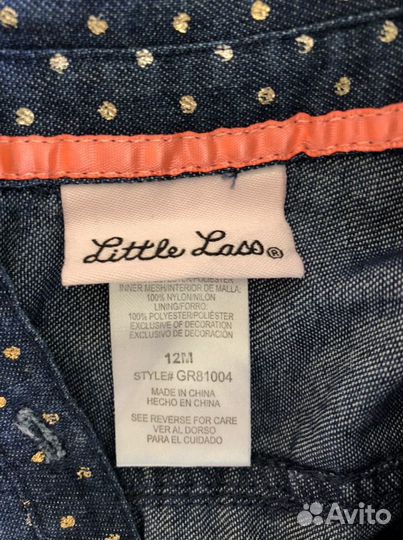 Little Lass®
POLYESTER/POLIÉSTER
INNER MESH/INTERIOR DE MALLA:
100% NYLON/NILON
LINING/FORRO:
100% POLYESTER/POLIÉSTER
EXCLUSIVE OF DECORATION
EXCLUSIVO DE DECORACIÓN
12M
STYLE# GR81004
MADE IN CHINA
HECHO EN CHINA
SEE REVERSE FOR CARE
VER AL DORSO
PARA EL CUIDADO
Avito